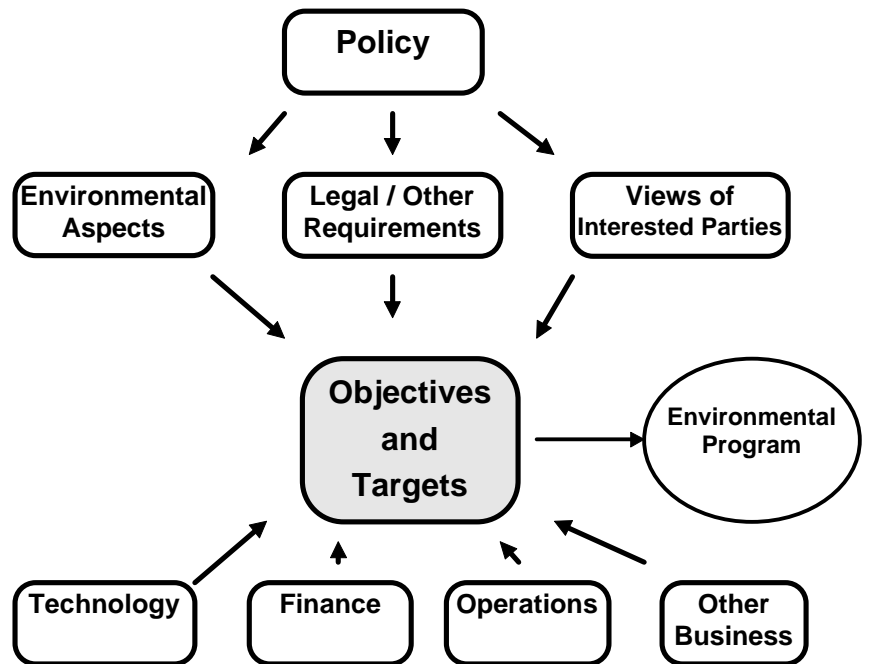 Policy
Environmental
Aspects
Legal / Other
Requirements
Views of
Interested Parties
Objectives
and
Targets
Environmental
Program
Technology
Finance
Operations
Other
Business